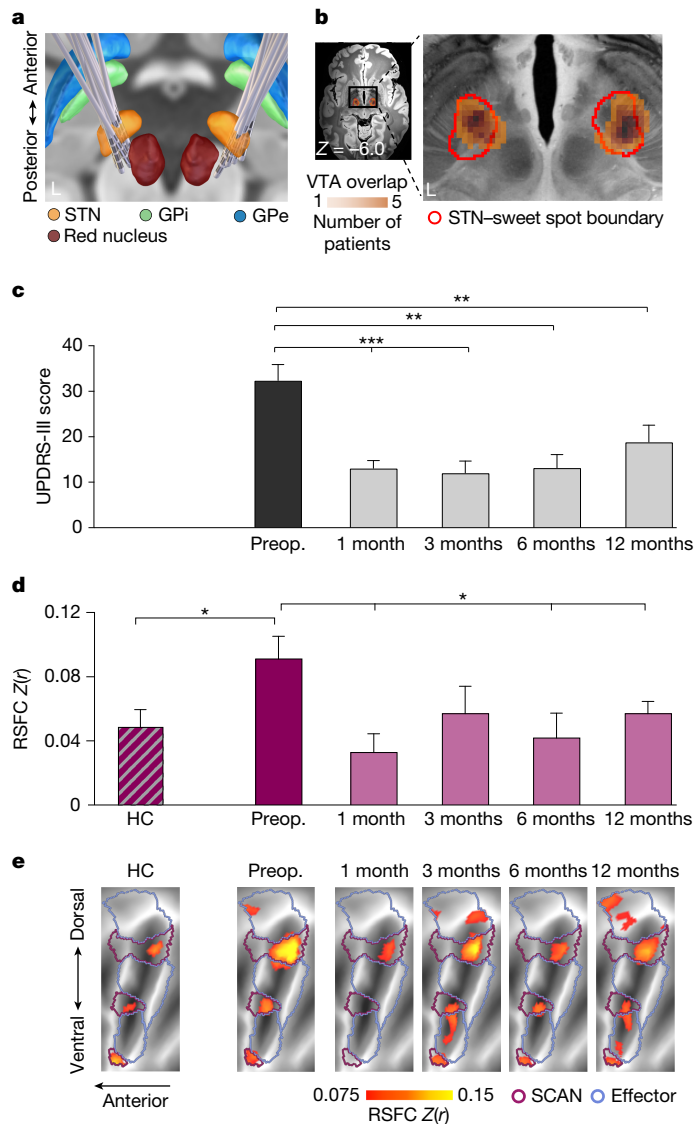 a
Posterior ↔ Anterior
L
STN GPi GPe
Red nucleus
b
Z = −6.0
VTA overlap
1 5
Number of
patients
L
STN–sweet spot boundary
c
**
**
***
UPDRS-III score
40
30
20
10
0
Preop. 1 month 3 months 6 months 12 months
d
*
*
RSFC Z(r)
0.12
0.08
0.04
0
HC Preop. 1 month 3 months 6 months 12 months
e
HC Preop. 1 month 3 months 6 months 12 months
Ventral ↔ Dorsal
Anterior
0.075 0.15
RSFC Z(r)
SCAN Effector